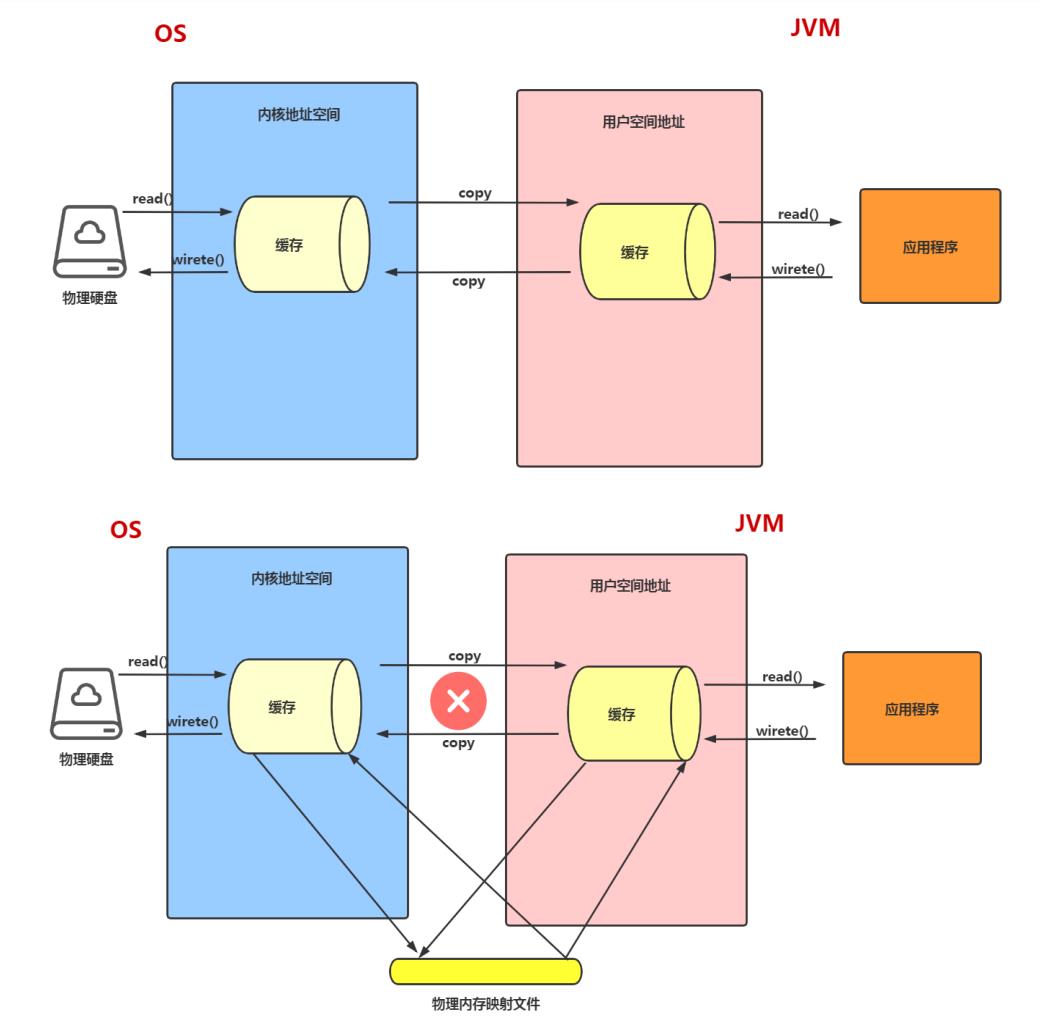 OS
JVM
内核地址空间
用户空间地址
read()
copy
read()
缓存
缓存
应用程序
wirete()
wirete()
copy
物理硬盘
OS
JVM
内核地址空间
用户空间地址
read()
copy
read()
缓存
缓存
应用程序
wirete()
wirete()
copy
物理硬盘
物理内存映射文件